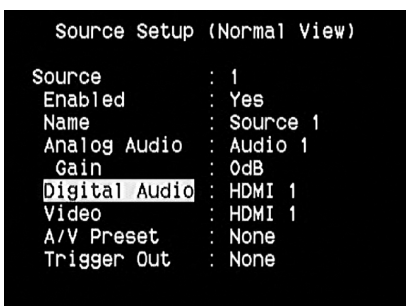 Source Setup (Normal View)
Source : 1
Enabled : Yes
Name : Source 1
Analog Audio : Audio 1
Gain : 0dB
Digital Audio : HDMI 1
Video : HDMI 1
A/V Preset : None
Trigger Out : None